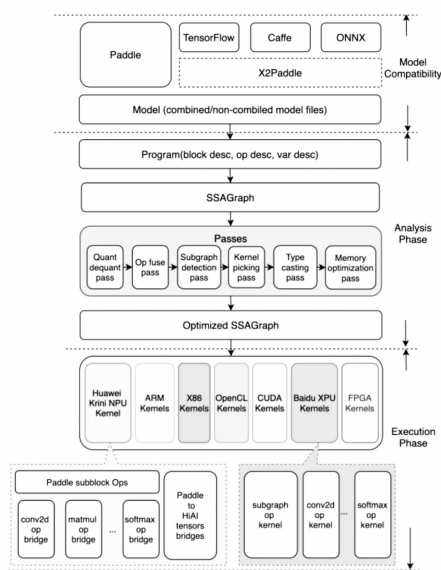 Paddle
TensorFlow
Caffe
ONNX
X2Paddle
Model
Compatibility
Model (combined/non-combiled model files)
Program(block desc, op desc, var desc)
SSAGraph
Analysis
Phase
Passes
Quant
dequant
pass
Op fuse
pass
Subgraph
detection
pass
Kernel
picking
pass
Type
casting
pass
Memory
optimization
pass
Optimized SSAGraph
Huawei
Krini NPU
Kernel
ARM
Kernels
X86
Kernels
OpenCL
Kernels
CUDA
Kernels
Baidu XPU
Kernels
FPGA
Kernels
Execution
Phase
Paddle subblock Ops
conv2d
op
bridge
matmul
op
bridge
...
softmax
op
bridge
Paddle
to
HiAI
tensors
bridges
subgraph
op
kernel
conv2d
op
kernel
...
softmax
op
kernel